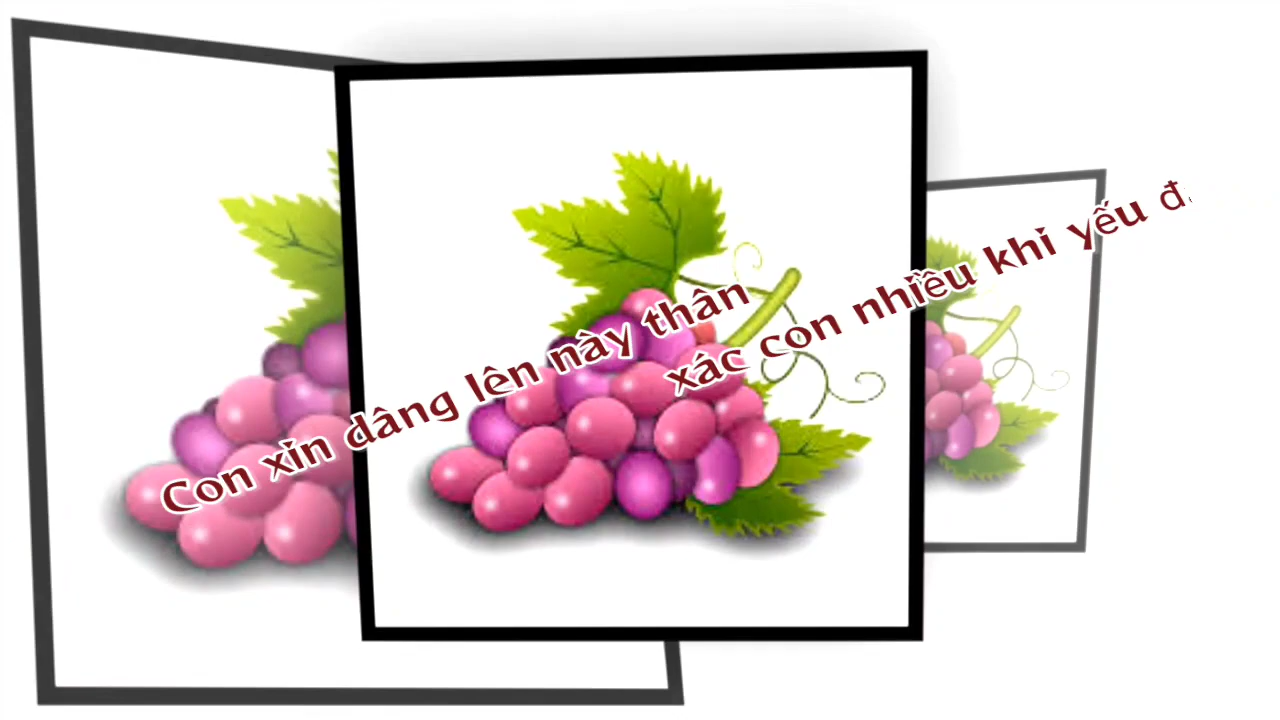 Con xin dâng lên này thân
xác con nhiều khi yếu